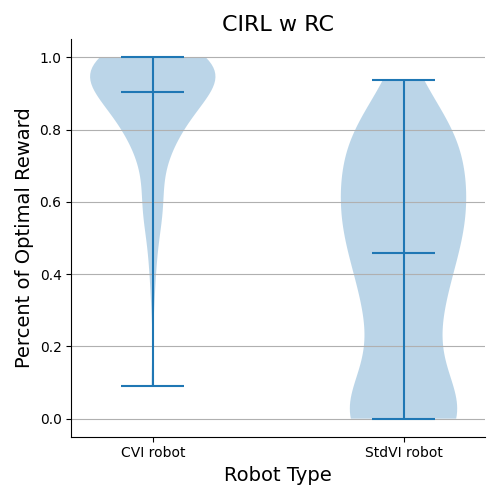 CIRL w RC
Percent of Optimal Reward
1.0
0.8
0.6
0.4
0.2
0.0
CVI robot
StdVI robot
Robot Type